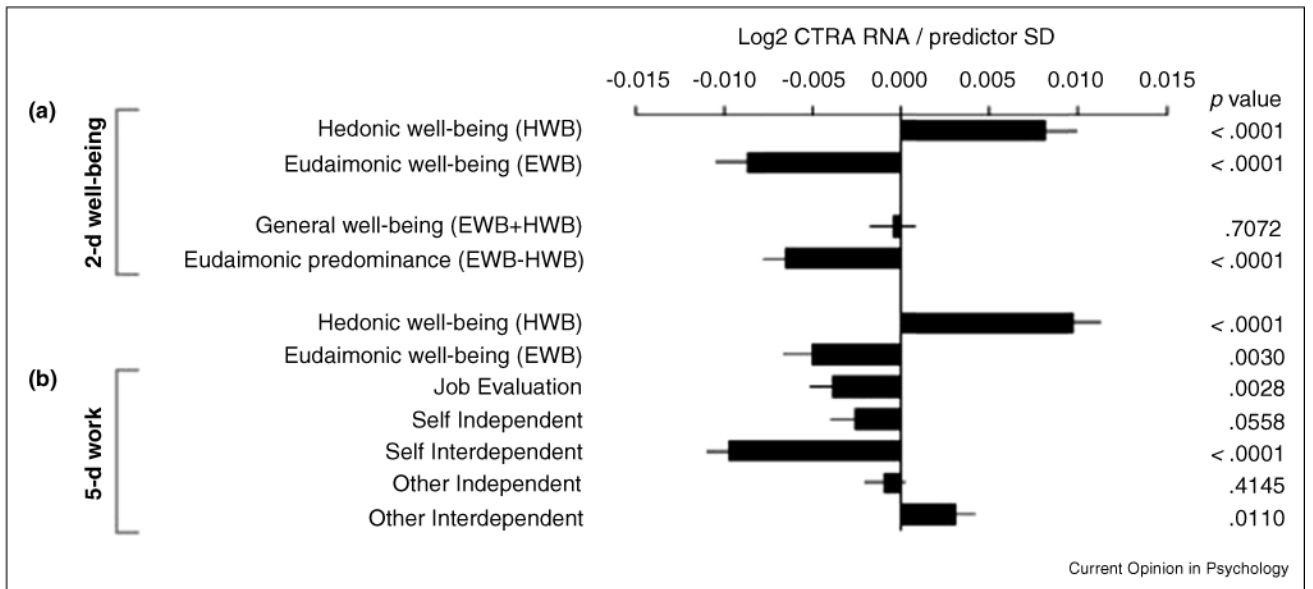 Log2 CTRA RNA / predictor SD
-0.015 -0.010 -0.005 0.000 0.005 0.010 0.015
p value
(a)
2-d well-being
Hedonic well-being (HWB) < .0001
Eudaimonic well-being (EWB) < .0001
General well-being (EWB+HWB) .7072
Eudaimonic predominance (EWB-HWB) < .0001
Hedonic well-being (HWB) < .0001
Eudaimonic well-being (EWB) .0030
(b)
5-d work
Job Evaluation .0028
Self Independent .0558
Self Interdependent < .0001
Other Independent .4145
Other Interdependent .0110
Current Opinion in Psychology